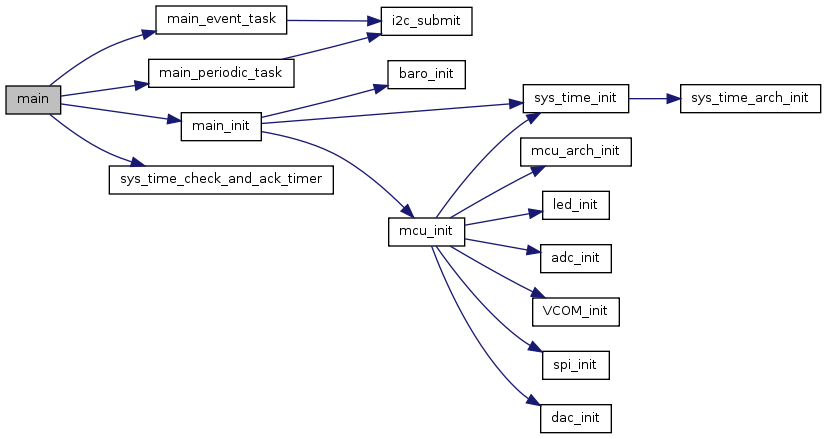 main
main_event_task
main_periodic_task
main_init
sys_time_check_and_ack_timer
i2c_submit
baro_init
mcu_init
sys_time_init
mcu_arch_init
led_init
adc_init
VCOM_init
spi_init
dac_init
sys_time_arch_init